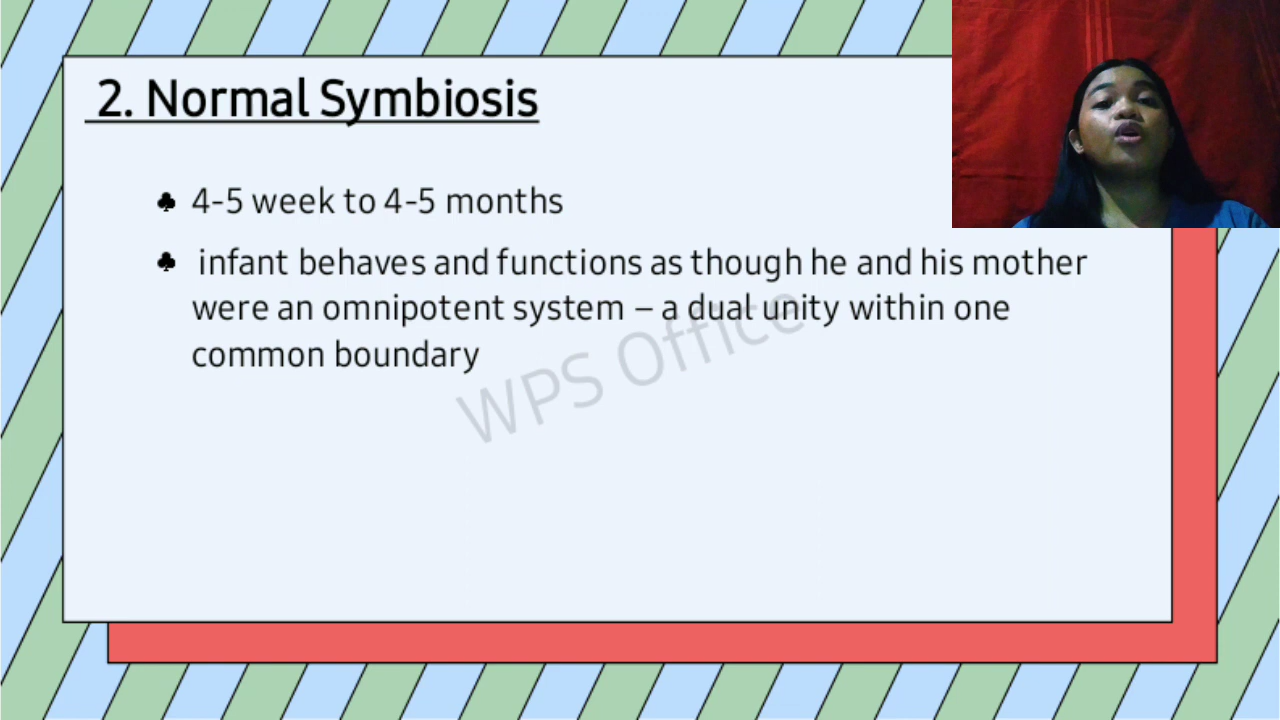 2. Normal Symbiosis
♣ 4-5 week to 4-5 months
♣ infant behaves and functions as though he and his mother
were an omnipotent system – a dual unity within one
common boundary
WPS Office